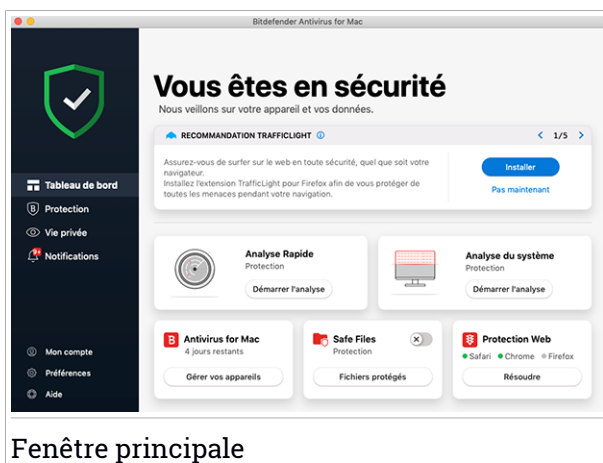 Bitdefender Antivirus for Mac
Vous êtes en sécurité
Nous veillons sur votre appareil et vos données.
RECOMMANDATION TRAFFICLIGHT
1/5
Assurez-vous de surfer sur le web en toute sécurité, quel que soit votre
navigateur.
Installez l'extension TrafficLight pour Firefox afin de vous protéger de
toutes les menaces pendant votre navigation.
Installer
Pas maintenant
Tableau de bord
Protection
Vie privée
9+
Notifications
Mon compte
Préférences
Aide
Analyse Rapide
Protection
Démarrer l'analyse
Analyse du système
Protection
Démarrer l'analyse
B
Antivirus for Mac
4 jours restants
Gérer vos appareils
Safe Files
Protection
Fichiers protégés
Protection Web
Safari Chrome Firefox
Résoudre
Fenêtre principale